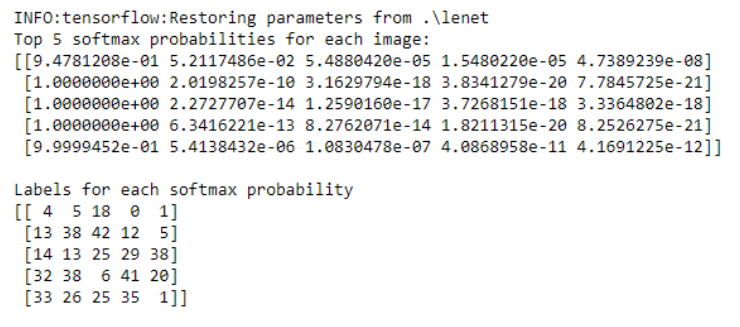 INFO:tensorflow:Restoring parameters from .\lenet
Top 5 softmax probabilities for each image:
[[9.4781208e-01 5.2117486e-02 5.4880420e-05 1.5480220e-05 4.7389239e-08]
[1.0000000e+00 2.0198257e-10 3.1629794e-18 3.8341279e-20 7.7845725e-21]
[1.0000000e+00 2.2727707e-14 1.2590160e-17 3.7268151e-18 3.3364802e-18]
[1.0000000e+00 6.3416221e-13 8.2762071e-14 1.8211315e-20 8.2526275e-21]
[9.9999452e-01 5.4138432e-06 1.0830478e-07 4.0868958e-11 4.1691225e-12]]
Labels for each softmax probability
[[ 4 5 18 0 1]
[13 38 42 12 5]
[14 13 25 29 38]
[32 38 6 41 20]
[33 26 25 35 1]]